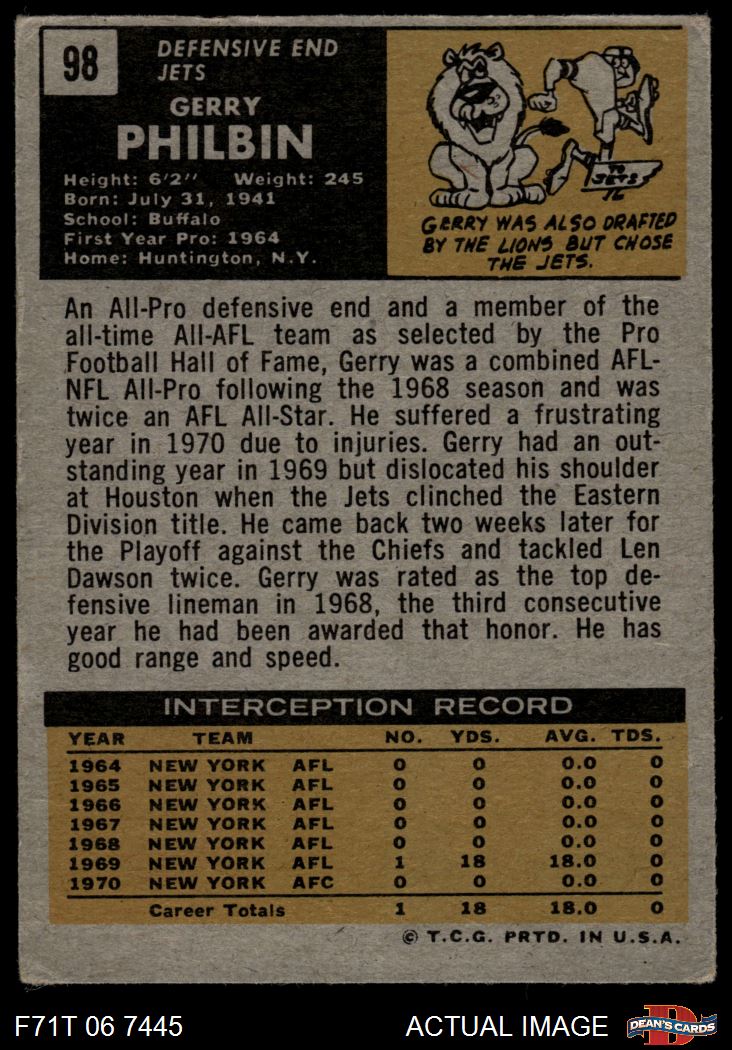 98
DEFENSIVE END
JETS
GERRY
PHILBIN
Height: 6'2" Weight: 245
Born: July 31, 1941
School: Buffalo
First Year Pro: 1964
Home: Huntington, N.Y.
TO
JETS
GERRY WAS ALSO DRAFTED
BY THE LIONS BUT CHOSE
THE JETS.
An All-Pro defensive end and a member of the
all-time All-AFL team as selected by the Pro
Football Hall of Fame, Gerry was a combined AFL-
NFL All-Pro following the 1968 season and was
twice an AFL All-Star. He suffered a frustrating
year in 1970 due to injuries. Gerry had an out-
standing year in 1969 but dislocated his shoulder
at Houston when the Jets clinched the Eastern
Division title. He came back two weeks later for
the Playoff against the Chiefs and tackled Len
Dawson twice. Gerry was rated as the top de-
fensive lineman in 1968, the third consecutive
year he had been awarded that honor. He has
good range and speed.
INTERCEPTION RECORD
YEAR TEAM NO. YDS. AVG. TDS.
1964 NEW YORK AFL 0 0 0.0 0
1965 NEW YORK AFL 0 0 0.0 0
1966 NEW YORK AFL 0 0 0.0 0
1967 NEW YORK AFL 0 0 0.0 0
1968 NEW YORK AFL 0 0 0.0 0
1969 NEW YORK AFL 1 18 18.0 0
1970 NEW YORK AFC 0 0 0.0 0
Career Totals 1 18 18.0 0
© T.C.G. PRTD. IN U.S.A.
F71T 06 7445 ACTUAL IMAGE DEAN'S CARDS